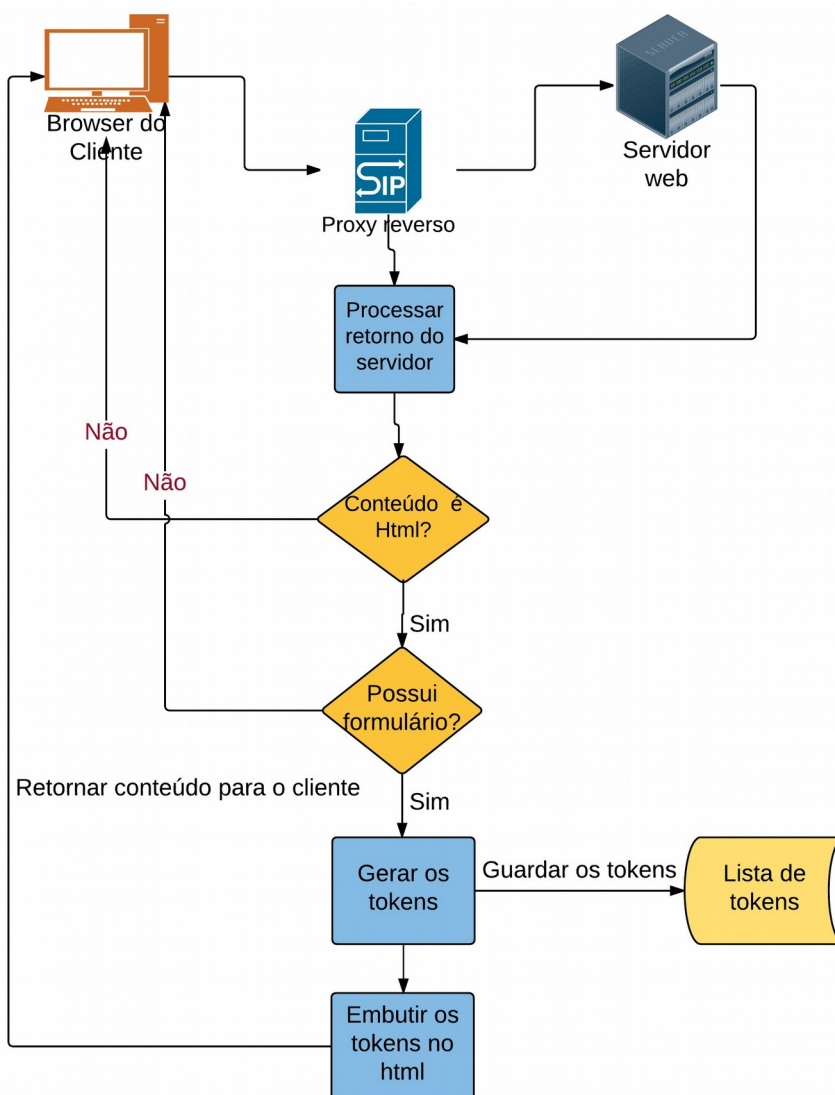 SERVER
Browser do
Cliente
SIP
Servidor
web
Proxy reverso
Processar
retorno do
servidor
Não
Não
Conteúdo é
Html?
Sim
Possui
formulário?
Retornar conteúdo para o cliente
Sim
Gerar os
tokens
Guardar os tokens
Lista de
tokens
Embutir os
tokens no
html